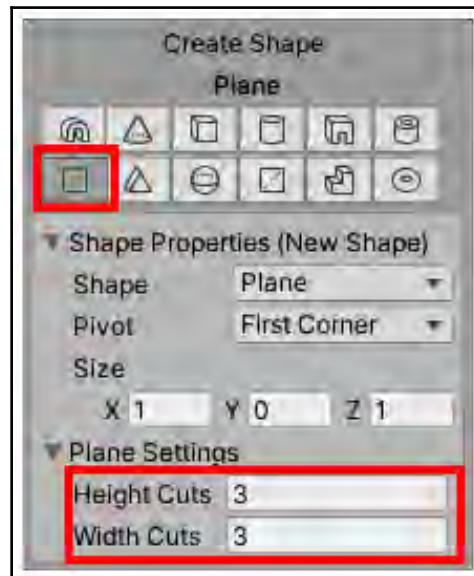 Create Shape
Plane
Shape Properties (New Shape)
Shape Plane
Pivot First Corner
Size
X 1 Y 0 Z 1
Plane Settings
Height Cuts 3
Width Cuts 3